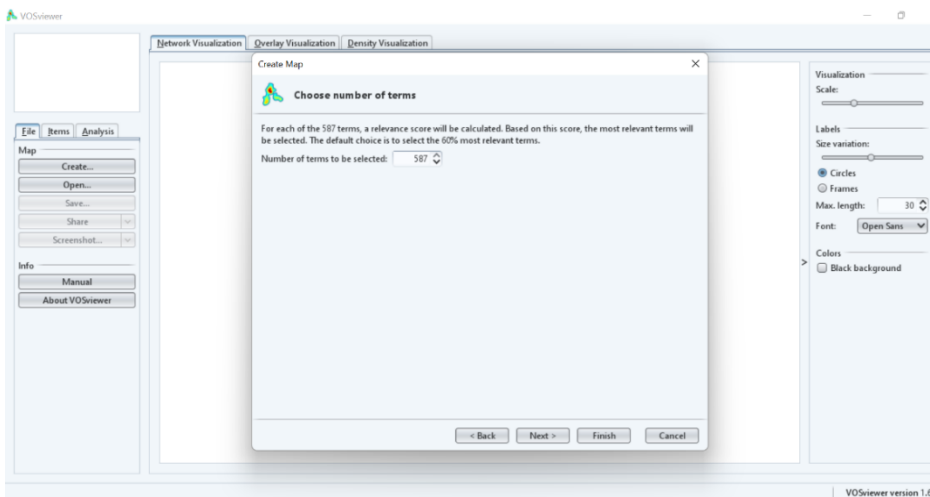 VOSviewer
Network Visualization Overlay Visualization Density Visualization
Create Map
Choose number of terms
For each of the 587 terms, a relevance score will be calculated. Based on this score, the most relevant terms will
be selected. The default choice is to select the 60% most relevant terms.
Number of terms to be selected: 587
< Back Next > Finish Cancel
File Items Analysis
Map
Create...
Open...
Save...
Share
Screenshot...
Info
Manual
About VOSviewer
Visualization
Scale:
Labels
Size variation:
Circles
Frames
Max. length: 30
Font: Open Sans
Colors
Black background
>
VOSviewer version 1.6